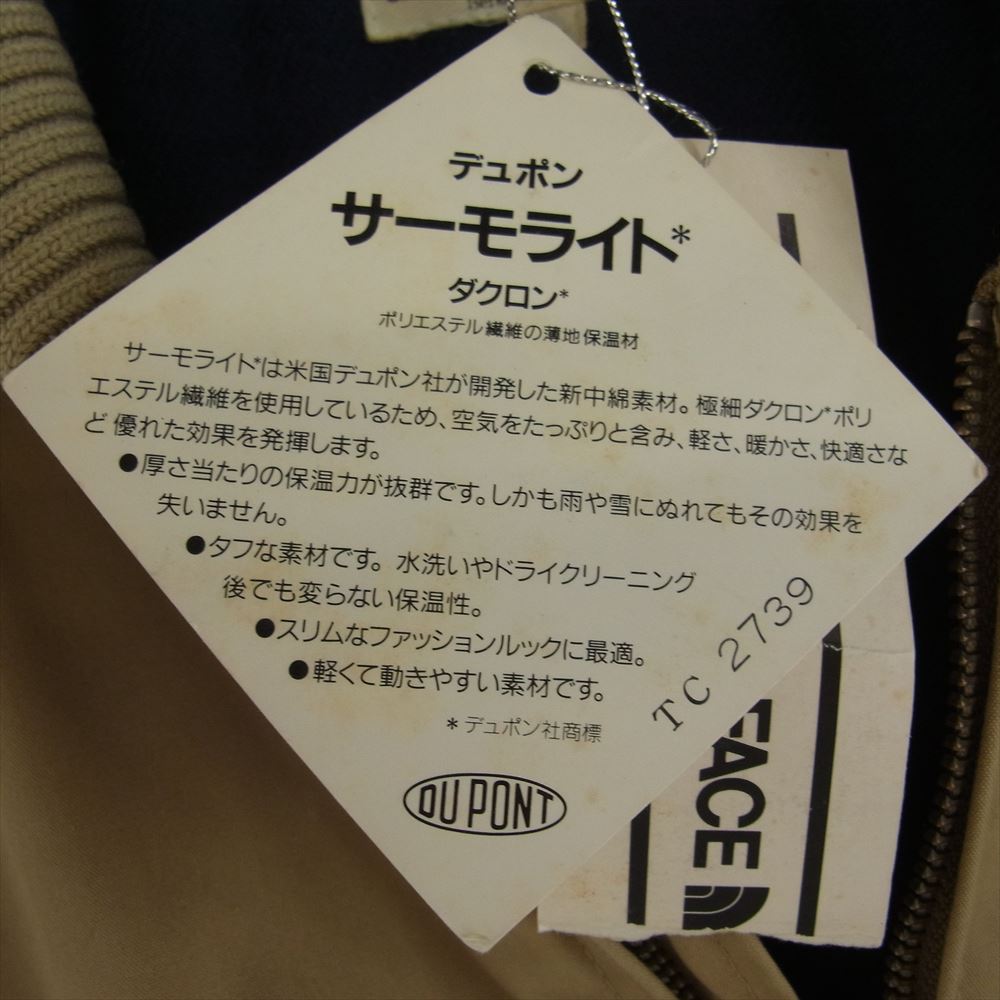 デュポン
サーモライト*
ダクロン*
ポリエステル繊維の薄地保温材
サーモライト*は米国デュポン社が開発した新中綿素材。極細ダクロン*ポリ
エステル繊維を使用しているため、空気をたっぷりと含み、軽さ、暖かさ、快適さな
ど優れた効果を発揮します。
●厚さ当たりの保温力が抜群です。しかも雨や雪にぬれてもその効果を
失いません。
●タフな素材です。水洗いやドライクリーニング
後でも変らない保温性。
●スリムなファッションルックに最適。
●軽くて動きやすい素材です。
*デュポン社商標
DU PONT
TC 2739
FACE